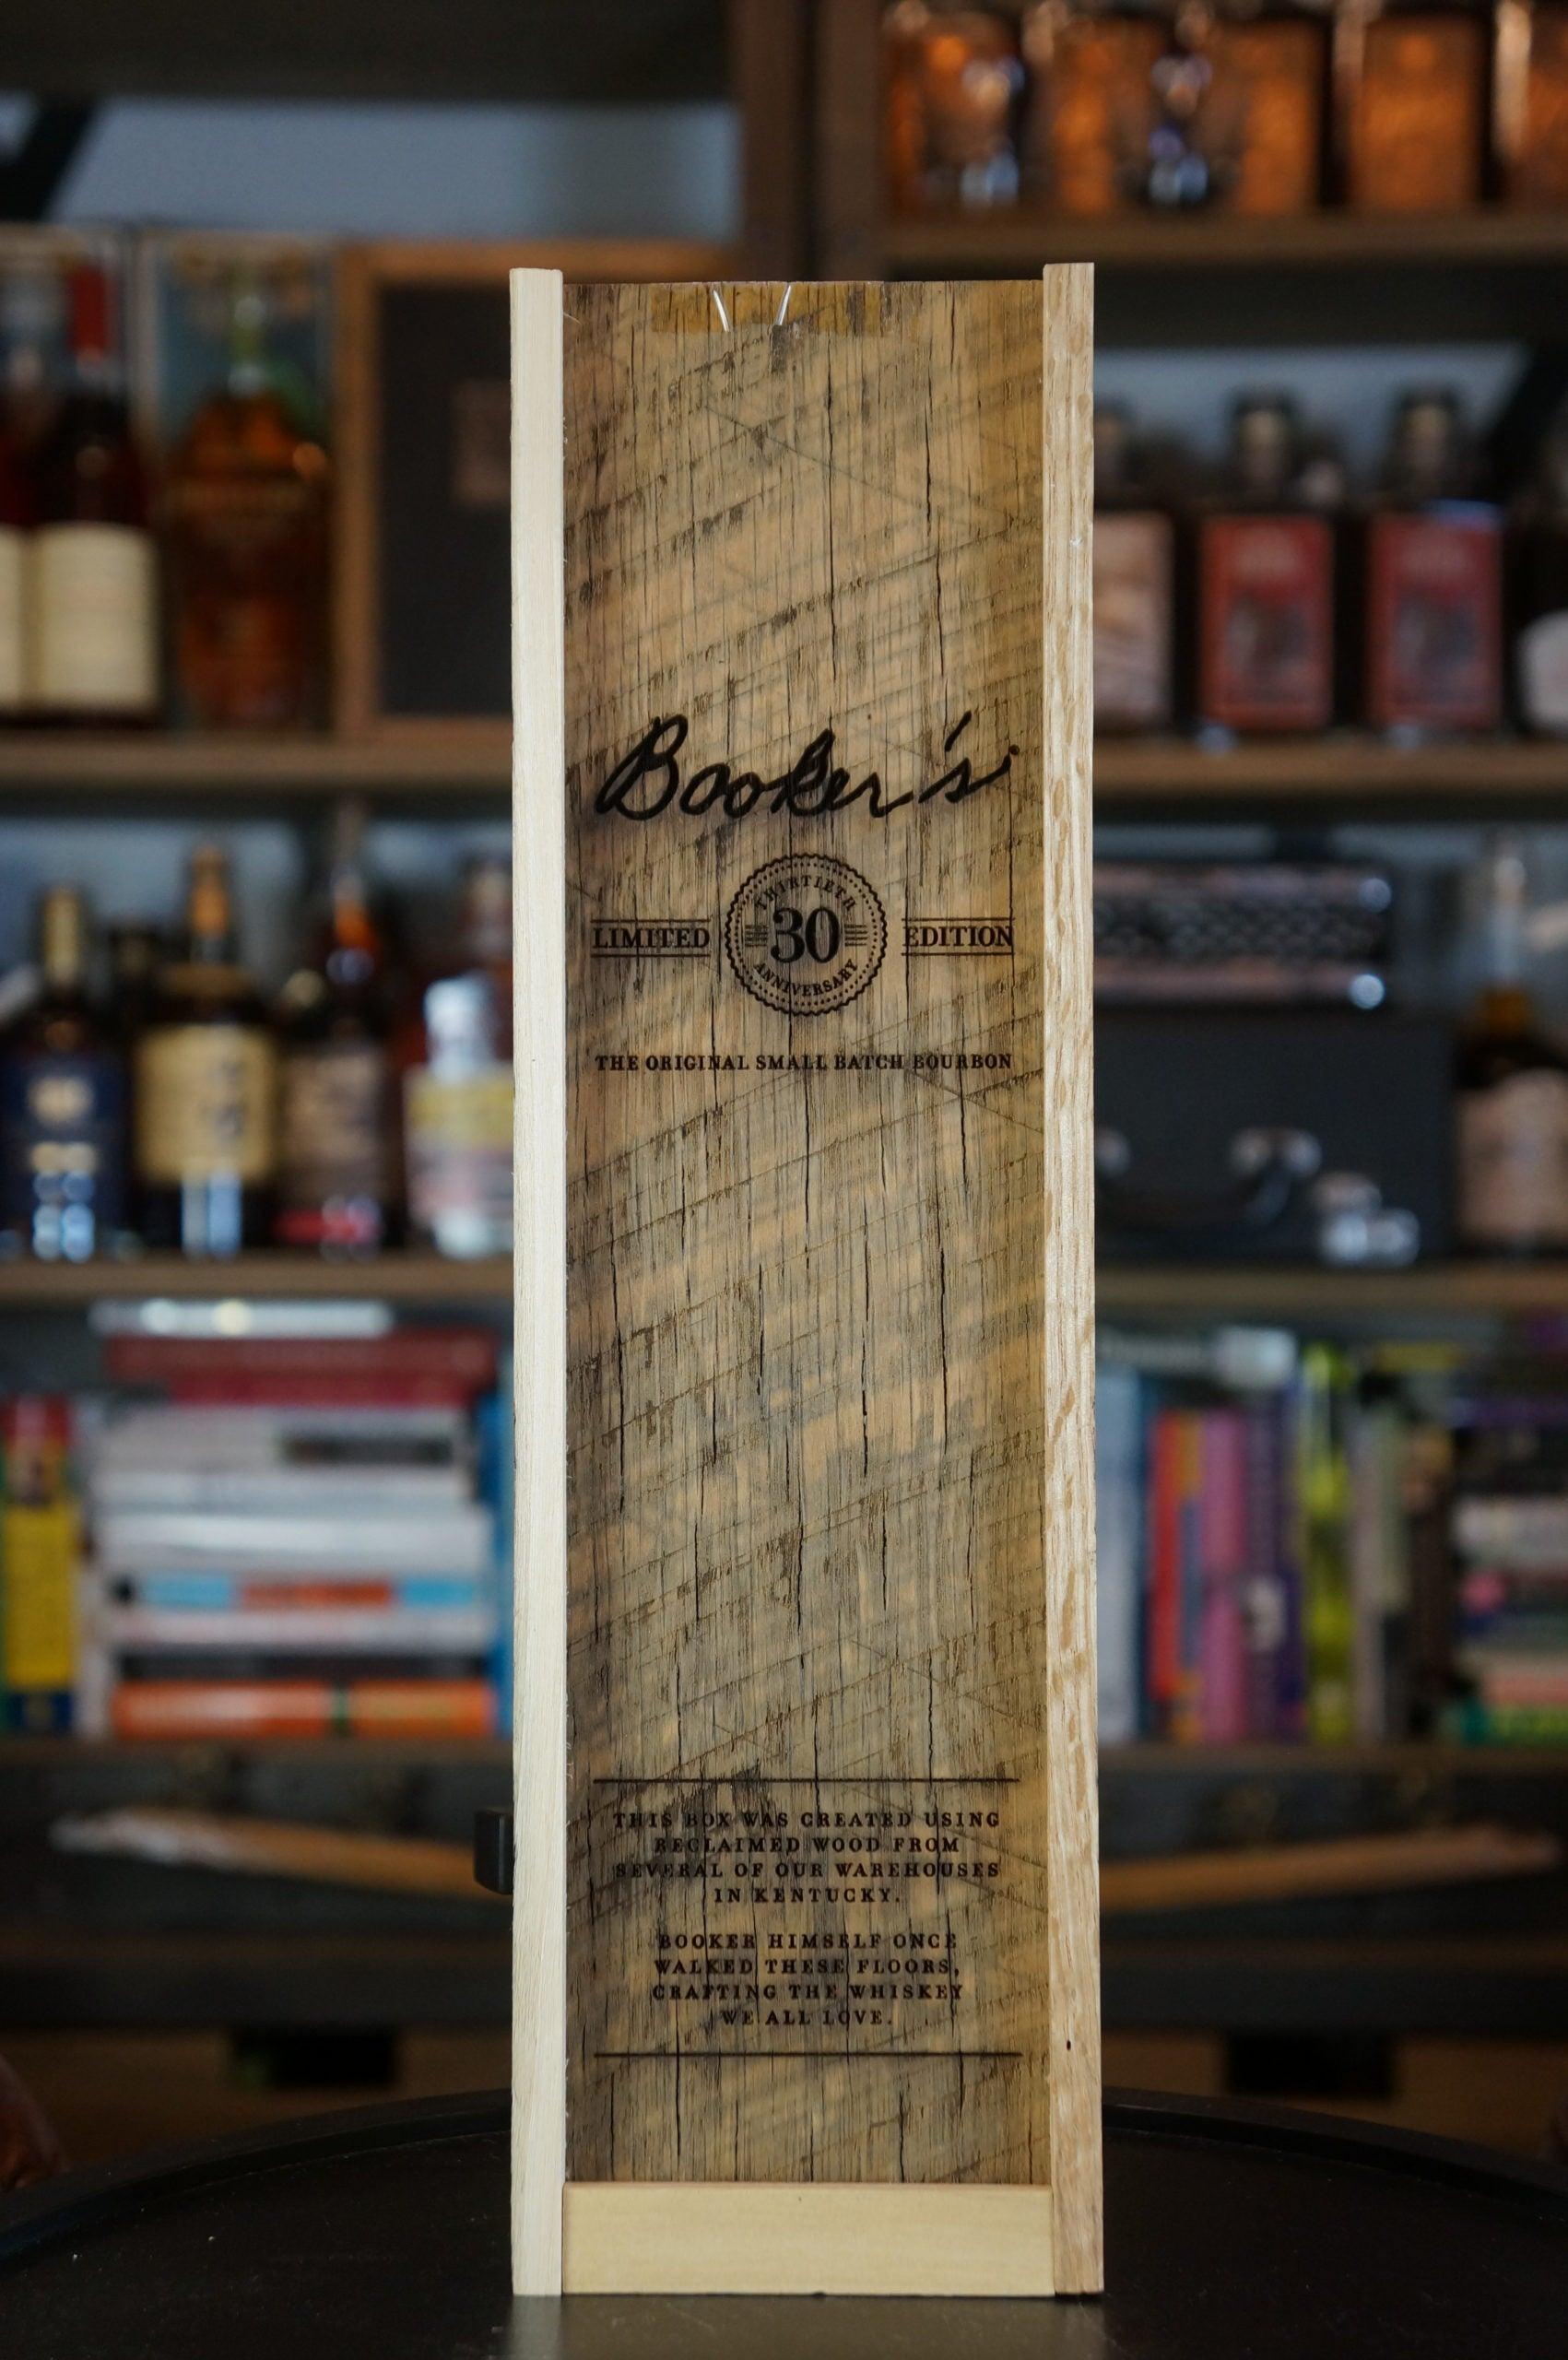 Booker's
THIRTIETH
LIMITED 30 EDITION
ANNIVERSARY
THE ORIGINAL SMALL BATCH BOURBON
THIS BOX WAS CREATED USING
RECLAIMED WOOD FROM
SEVERAL OF OUR WAREHOUSES
IN KENTUCKY.
BOOKER HIMSELF ONCE
WALKED THESE FLOORS,
CRAFTING THE WHISKEY
WE ALL LOVE.